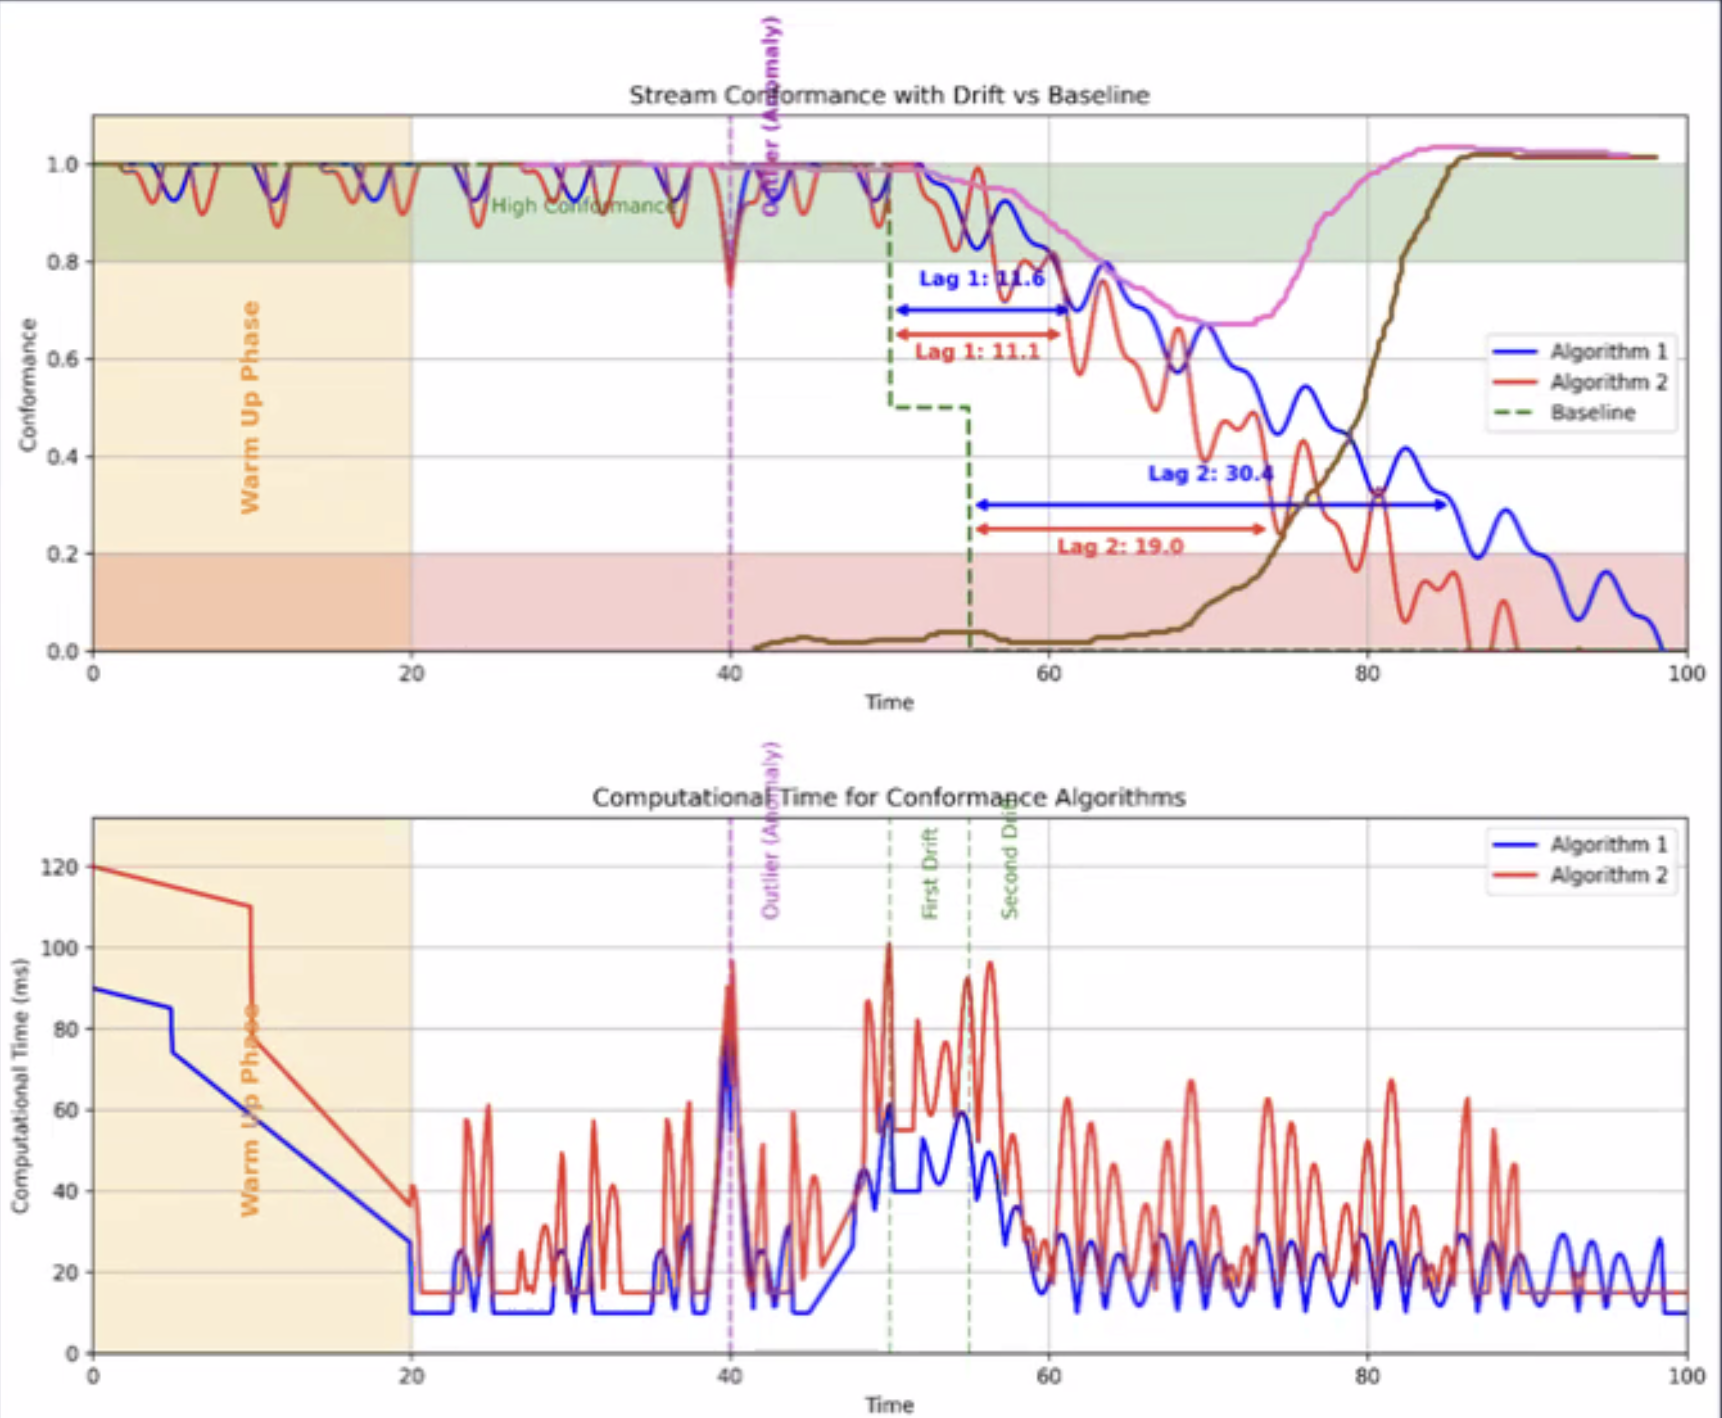 Outlier (Anomaly)
Stream Conformance with Drift vs Baseline
Conformance
1.0
0.8
0.6
0.4
0.2
0.0
High Conformance
Warm Up Phase
Lag 1: 11.6
Lag 1: 11.1
Lag 2: 30.4
Lag 2: 19.0
Algorithm 1
Algorithm 2
Baseline
0 20 40 60 80 100
Time
Outlier (Anomaly)
Computational Time for Conformance Algorithms
Computational Time (ms)
120
100
80
60
40
20
0
Warm Up Phase
First Drift
Second Drift
Algorithm 1
Algorithm 2
0 20 40 60 80 100
Time